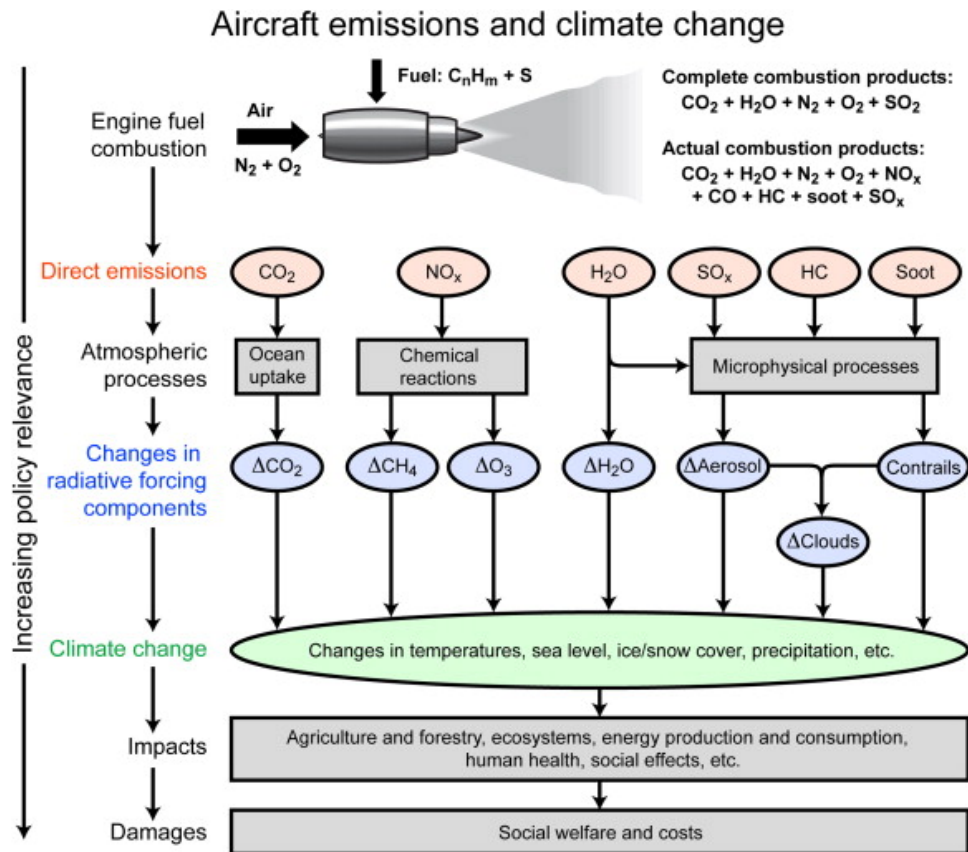 Aircraft emissions and climate change
Increasing policy relevance
Engine fuel
combustion
Air
N₂ + O₂
Fuel: CₙHₘ + S
Complete combustion products:
CO₂ + H₂O + N₂ + O₂ + SO₂
Actual combustion products:
CO₂ + H₂O + N₂ + O₂ + NOₓ
+ CO + HC + soot + SOₓ
Direct emissions
CO₂
NOₓ
H₂O
SOₓ
HC
Soot
Atmospheric
processes
Ocean
uptake
Chemical
reactions
Microphysical processes
Changes in
radiative forcing
components
ΔCO₂
ΔCH₄
ΔO₃
ΔH₂O
ΔAerosol
Contrails
ΔClouds
Climate change
Changes in temperatures, sea level, ice/snow cover, precipitation, etc.
Impacts
Agriculture and forestry, ecosystems, energy production and consumption,
human health, social effects, etc.
Damages
Social welfare and costs